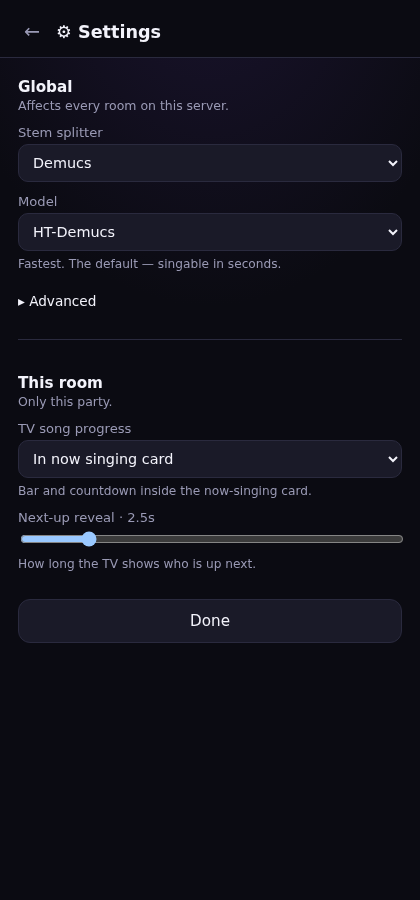 ← ⚙ Settings
Global
Affects every room on this server.
Stem splitter
Demucs
Model
HT-Demucs
Fastest. The default — singable in seconds.
▸ Advanced
This room
Only this party.
TV song progress
In now singing card
Bar and countdown inside the now-singing card.
Next-up reveal · 2.5s
How long the TV shows who is up next.
Done